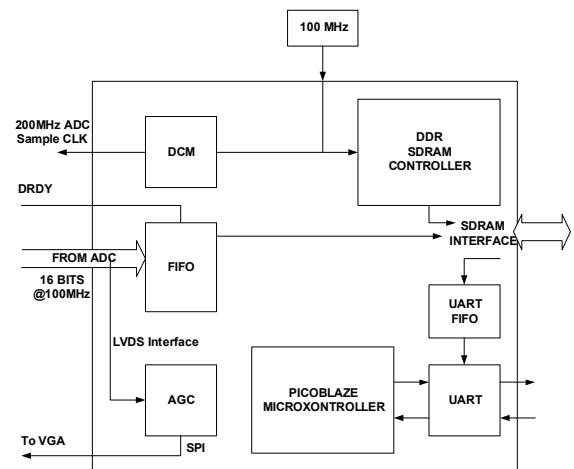 100 MHz
200MHz ADC
Sample CLK
DCM
DDR
SDRAM
CONTROLLER
DRDY
SDRAM
INTERFACE
FROM ADC
FIFO
16 BITS
@100MHz
UART
FIFO
LVDS Interface
PICOBLAZE
MICROXONTROLLER
UART
AGC
To VGA
SPI